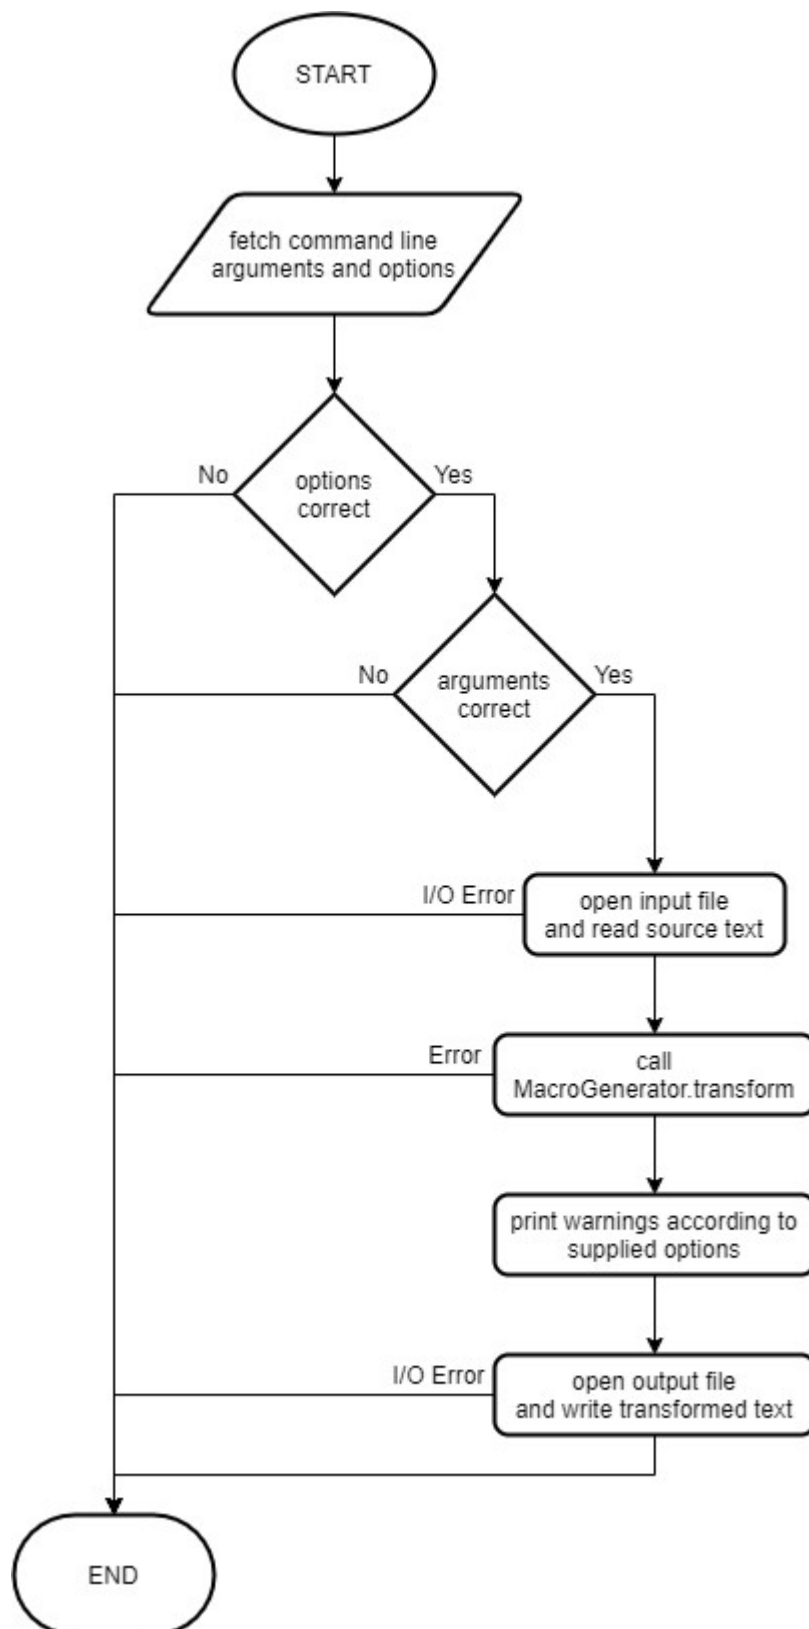 START
fetch command line
arguments and options
No
Yes
options
correct
No
Yes
arguments
correct
I/O Error
open input file
and read source text
Error
call
MacroGenerator.transform
print warnings according to
supplied options
I/O Error
open output file
and write transformed text
END